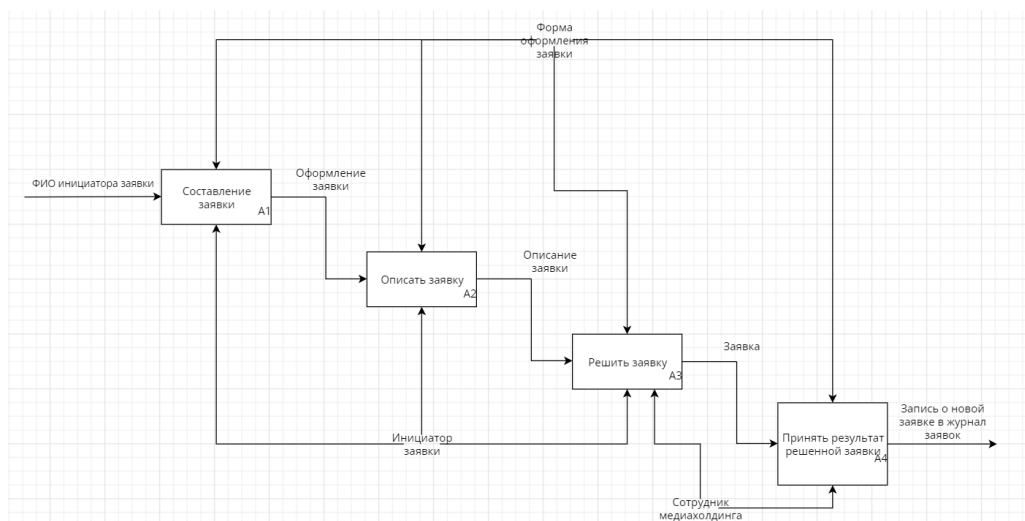 Форма
оформления
заявки
ФИО инициатора заявки
Составление
заявки
A1
Оформление
заявки
Описать заявку
A2
Описание
заявки
Решить заявку
A3
Заявка
Принять результат
решенной заявки
A4
Запись о новой
заявке в журнал
заявок
Инициатор
заявки
Сотрудник
медиахолдинга